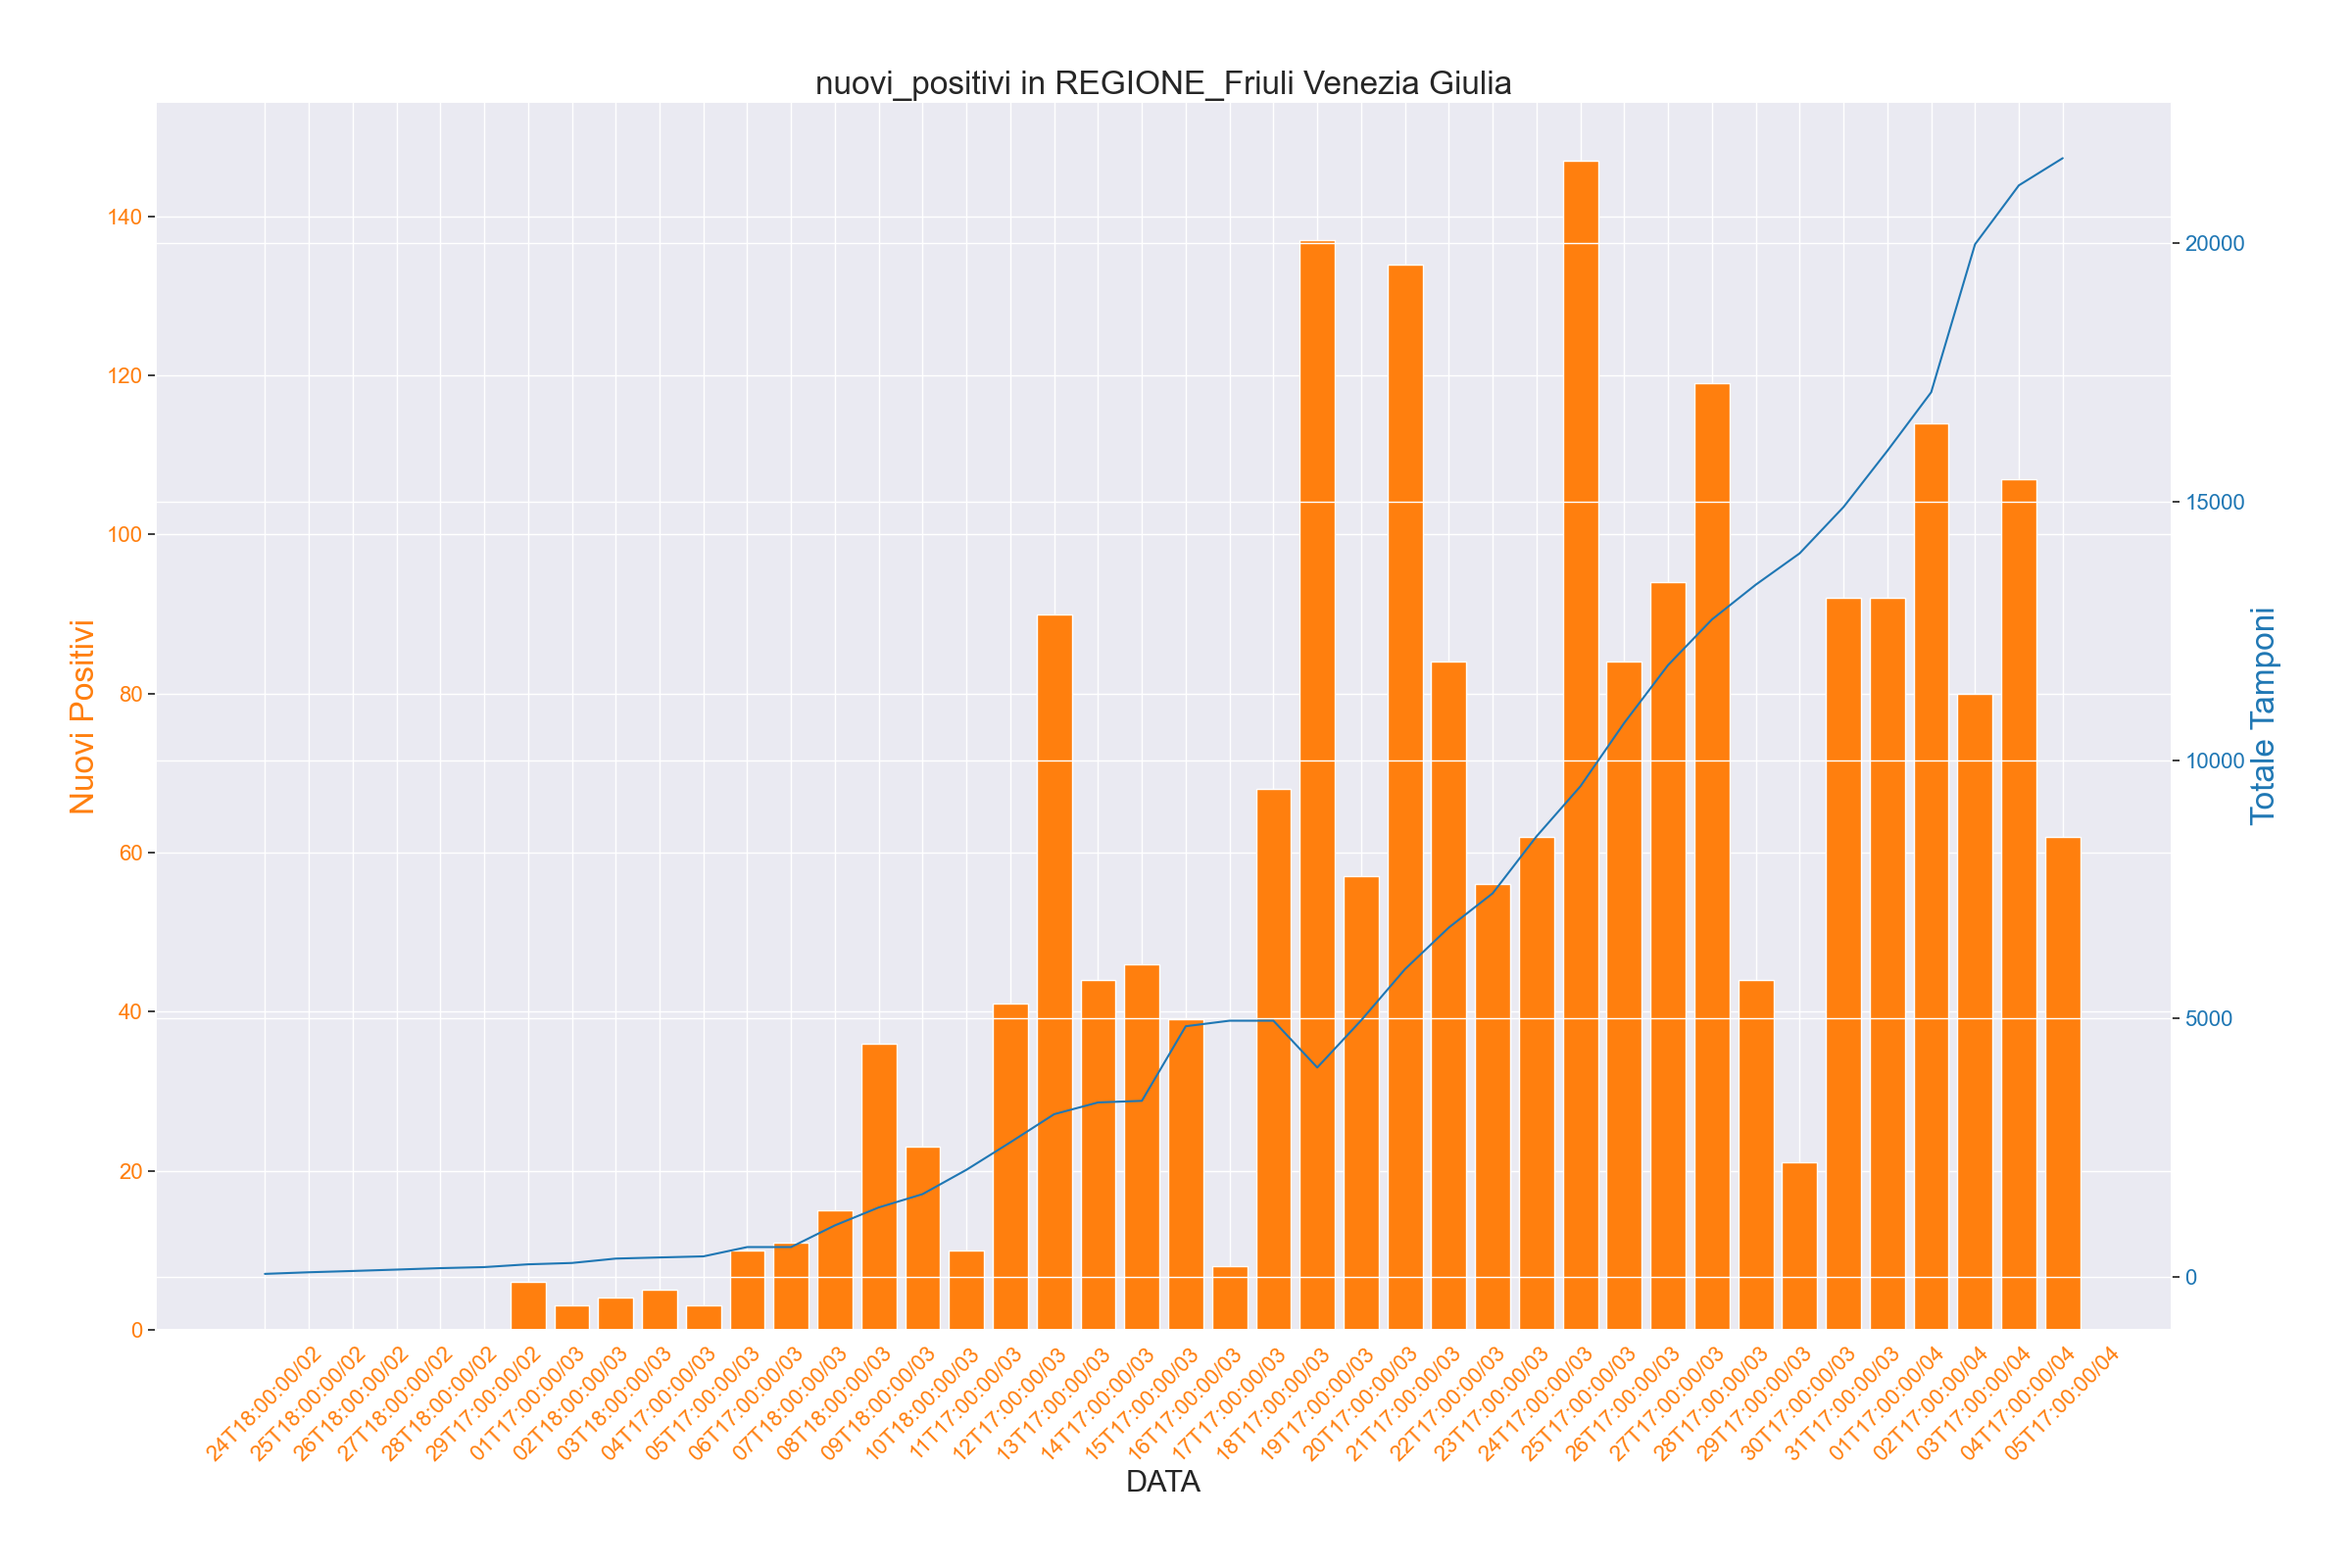 nuovi_positivi in REGIONE_Friuli Venezia Giulia
140
120
100
80
60
40
20
0
Nuovi Positivi
20000
15000
10000
5000
0
Totale Tamponi
24T18:00:00/02
25T18:00:00/02
26T18:00:00/02
27T18:00:00/02
28T18:00:00/02
29T17:00:00/02
01T17:00:00/03
02T18:00:00/03
03T18:00:00/03
04T17:00:00/03
05T17:00:00/03
06T17:00:00/03
07T18:00:00/03
08T18:00:00/03
09T18:00:00/03
10T18:00:00/03
11T17:00:00/03
12T17:00:00/03
13T17:00:00/03
14T17:00:00/03
15T17:00:00/03
16T17:00:00/03
17T17:00:00/03
18T17:00:00/03
19T17:00:00/03
20T17:00:00/03
21T17:00:00/03
22T17:00:00/03
23T17:00:00/03
24T17:00:00/03
25T17:00:00/03
26T17:00:00/03
27T17:00:00/03
28T17:00:00/03
29T17:00:00/03
30T17:00:00/03
31T17:00:00/03
01T17:00:00/04
02T17:00:00/04
03T17:00:00/04
04T17:00:00/04
05T17:00:00/04
DATA